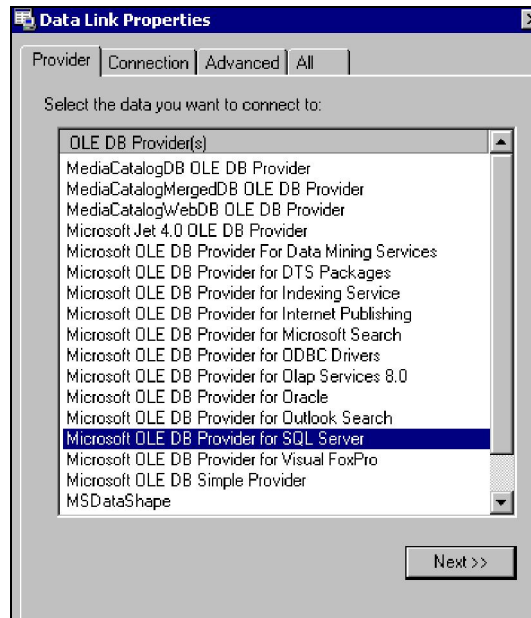 Data Link Properties
Provider
Connection
Advanced
All
Select the data you want to connect to:
OLE DB Provider(s)
MediaCatalogDB OLE DB Provider
MediaCatalogMergedDB OLE DB Provider
MediaCatalogWebDB OLE DB Provider
Microsoft Jet 4.0 OLE DB Provider
Microsoft OLE DB Provider For Data Mining Services
Microsoft OLE DB Provider for DTS Packages
Microsoft OLE DB Provider for Indexing Service
Microsoft OLE DB Provider for Internet Publishing
Microsoft OLE DB Provider for Microsoft Search
Microsoft OLE DB Provider for ODBC Drivers
Microsoft OLE DB Provider for Olap Services 8.0
Microsoft OLE DB Provider for Oracle
Microsoft OLE DB Provider for Outlook Search
Microsoft OLE DB Provider for SQL Server
Microsoft OLE DB Provider for Visual FoxPro
Microsoft OLE DB Simple Provider
MSDataShape
Next >>